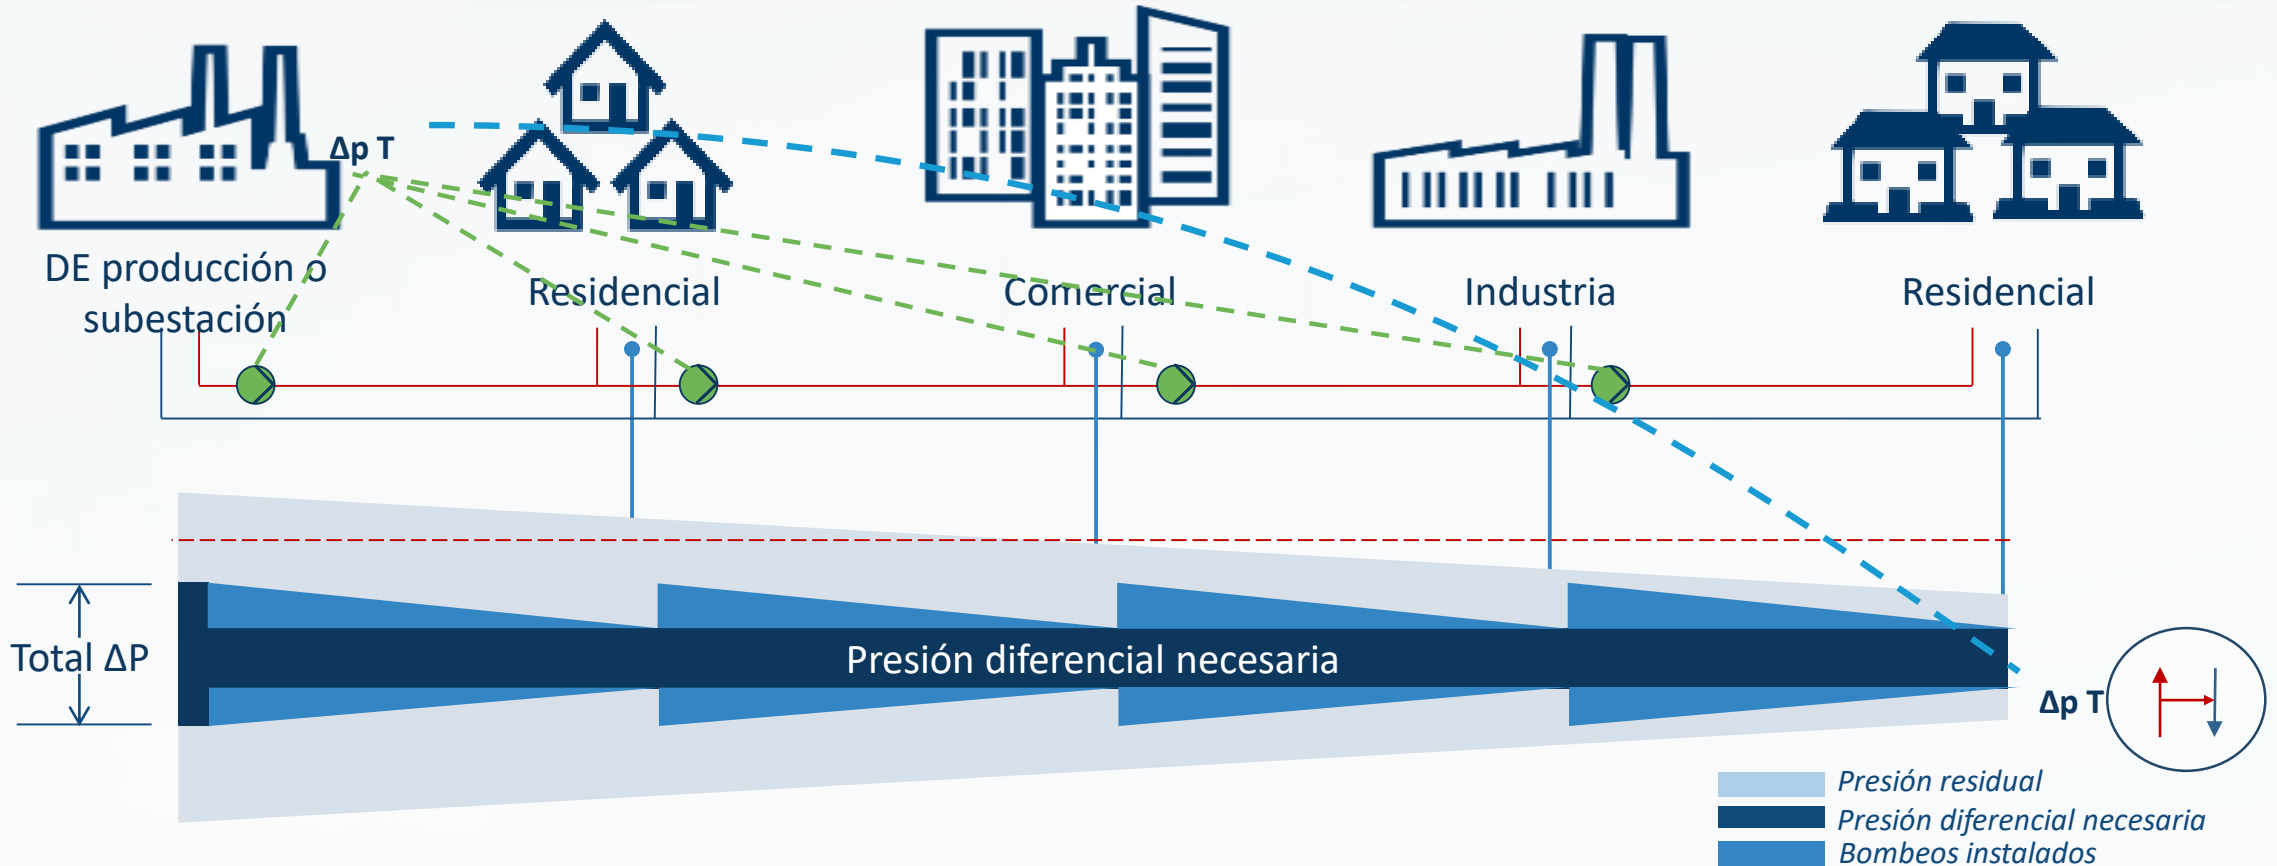 Δp T
DE producción o
subestación
Residencial
Comercial
Industria
Residencial
Total ΔP
Presión diferencial necesaria
Δp T
Presión residual
Presión diferencial necesaria
Bombeos instalados